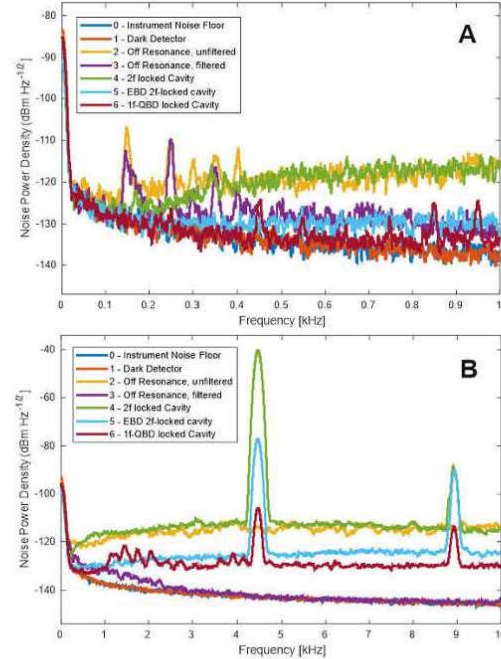 -80
-90
-100
-110
-120
-130
-140
Noise Power Density (dBm Hz-1/2)
A
0 - Instrument Noise Floor
1 - Dark Detector
2 - Off Resonance, unfiltered
3 - Off Resonance, filtered
4 - 2f locked Cavity
5 - EBD 2f-locked cavity
6 - 1f-QBD locked Cavity
0 0.1 0.2 0.3 0.4 0.5 0.6 0.7 0.8 0.9 1
Frequency [kHz]
-40
-60
-80
-100
-120
-140
Noise Power Density (dBm Hz-1/2)
B
0 - Instrument Noise Floor
1 - Dark Detector
2 - Off Resonance, unfiltered
3 - Off Resonance, filtered
4 - 2f locked Cavity
5 - EBD 2f-locked cavity
6 - 1f-QBD locked Cavity
0 1 2 3 4 5 6 7 8 9 10
Frequency [kHz]